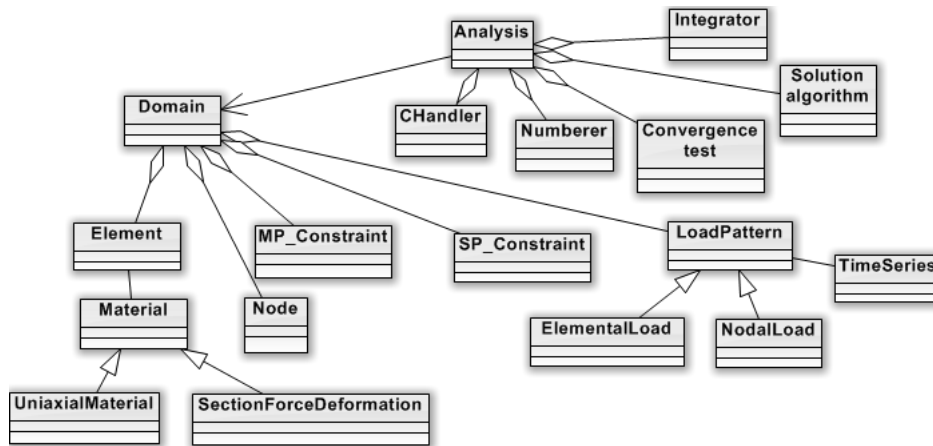 Integrator
Analysis
Solution
algorithm
Domain
CHandler
Numberer
Convergence
test
Element
MP_Constraint
SP_Constraint
LoadPattern
TimeSeries
Material
Node
ElementalLoad
NodalLoad
UniaxialMaterial
SectionForceDeformation